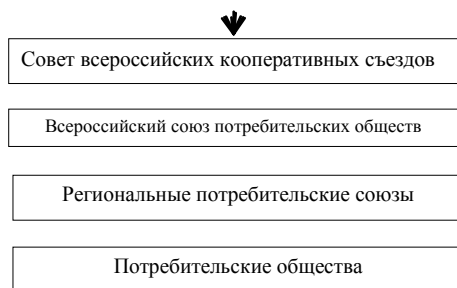 Совет всероссийских кооперативных съездов
Всероссийский союз потребительских обществ
Региональные потребительские союзы
Потребительские общества